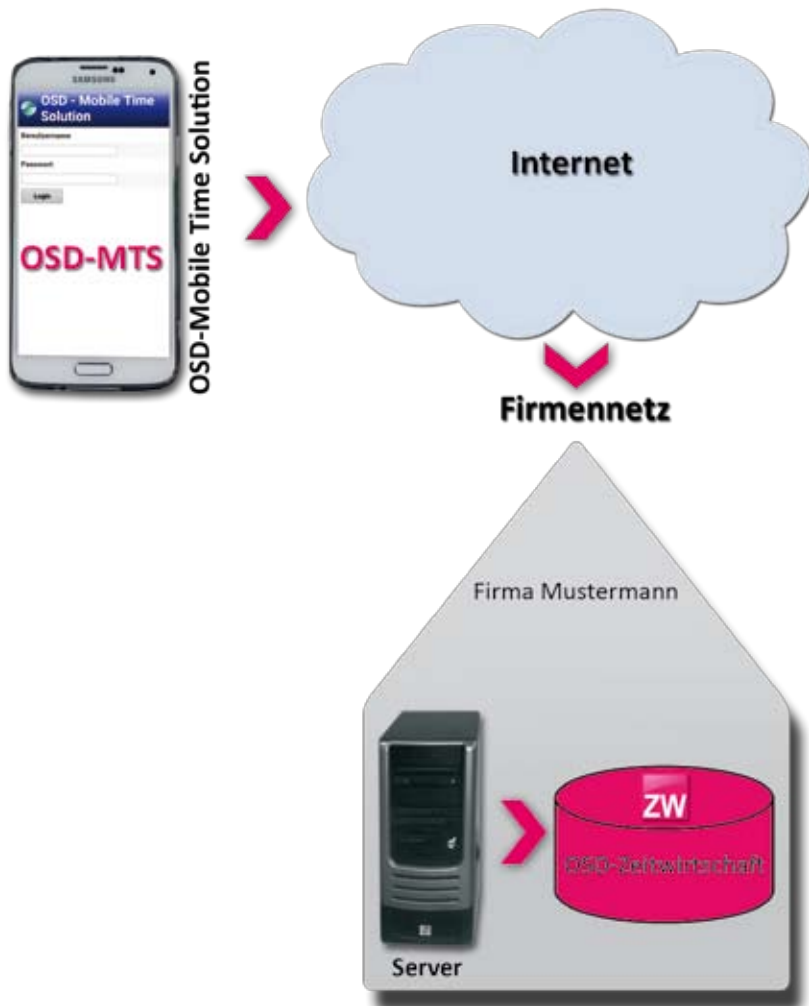 SAMSUNG
OSD - Mobile Time
Solution
Benutzername
Passwort
Login
OSD-MTS
OSD-Mobile Time Solution
Internet
Firmennetz
Firma Mustermann
ZW
OSD-Zeitwirtschaft
Server